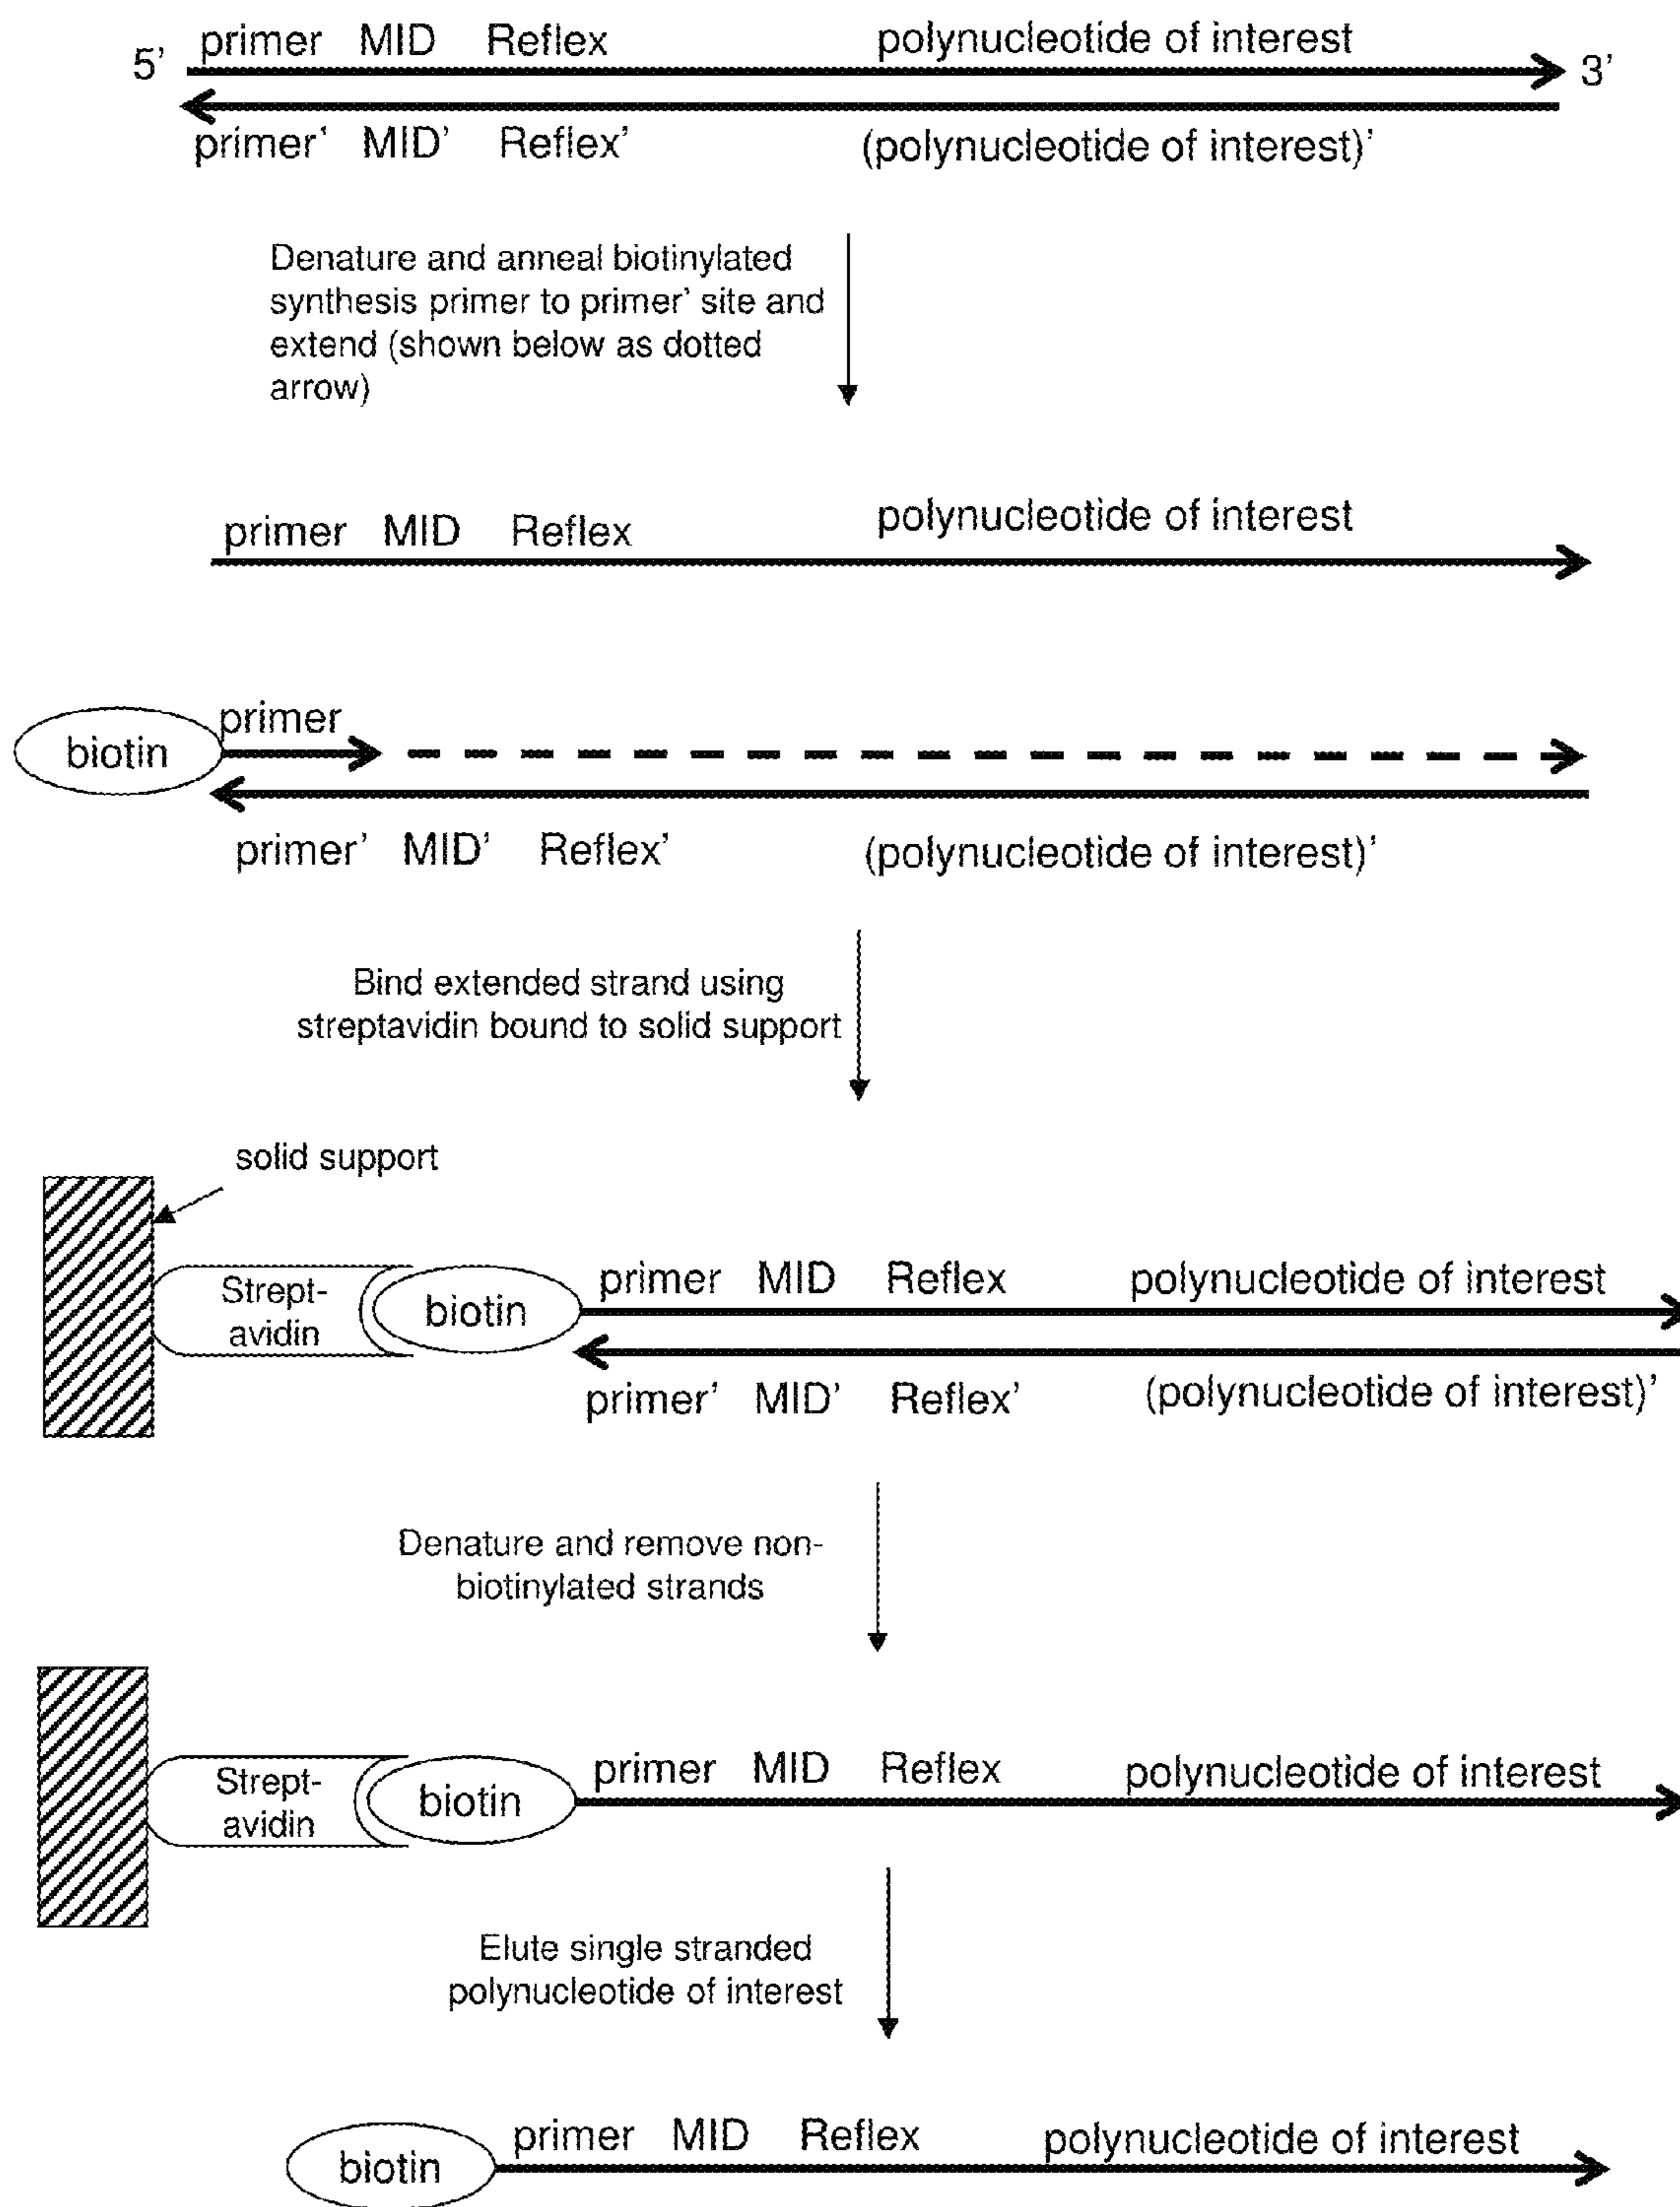 primer MID Reflex polynucleotide of interest
5' 3'
primer' MID' Reflex' (polynucleotide of interest)'
Denature and anneal biotinylated
synthesis primer to primer' site and
extend (shown below as dotted
arrow)
primer MID Reflex polynucleotide of interest
primer
biotin
primer' MID' Reflex' (polynucleotide of interest)'
Bind extended strand using
streptavidin bound to solid support
solid support
primer MID Reflex polynucleotide of interest
Strept-
avidin
biotin
primer' MID' Reflex' (polynucleotide of interest)'
Denature and remove non-
biotinylated strands
primer MID Reflex polynucleotide of interest
Strept-
avidin
biotin
Elute single stranded
polynucleotide of interest
primer MID Reflex polynucleotide of interest
biotin